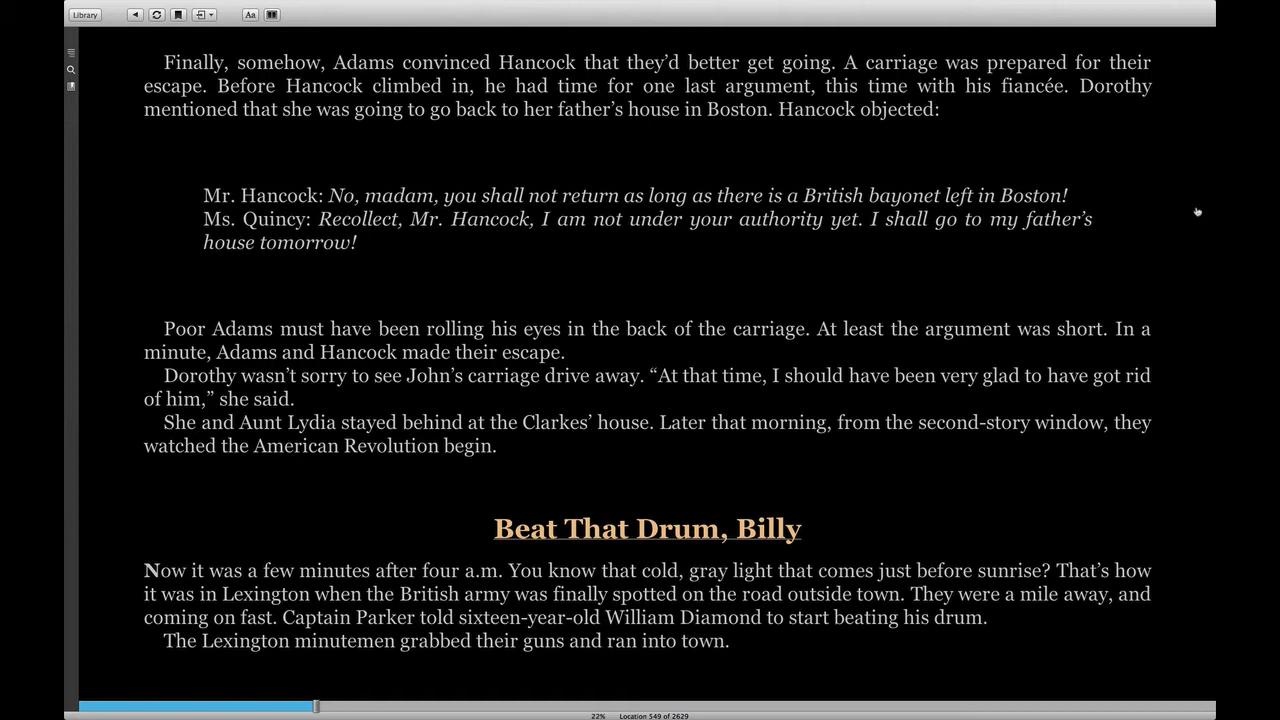 Library
Aa
Finally, somehow, Adams convinced Hancock that they’d better get going. A carriage was prepared for their
escape. Before Hancock climbed in, he had time for one last argument, this time with his fiancée. Dorothy
mentioned that she was going to go back to her father’s house in Boston. Hancock objected:
Mr. Hancock: No, madam, you shall not return as long as there is a British bayonet left in Boston!
Ms. Quincy: Recollect, Mr. Hancock, I am not under your authority yet. I shall go to my father’s
house tomorrow!
Poor Adams must have been rolling his eyes in the back of the carriage. At least the argument was short. In a
minute, Adams and Hancock made their escape.
Dorothy wasn’t sorry to see John’s carriage drive away. “At that time, I should have been very glad to have got rid
of him,” she said.
She and Aunt Lydia stayed behind at the Clarkes’ house. Later that morning, from the second-story window, they
watched the American Revolution begin.
Beat That Drum, Billy
Now it was a few minutes after four a.m. You know that cold, gray light that comes just before sunrise? That’s how
it was in Lexington when the British army was finally spotted on the road outside town. They were a mile away, and
coming on fast. Captain Parker told sixteen-year-old William Diamond to start beating his drum.
The Lexington minutemen grabbed their guns and ran into town.
22% Location 549 of 2629